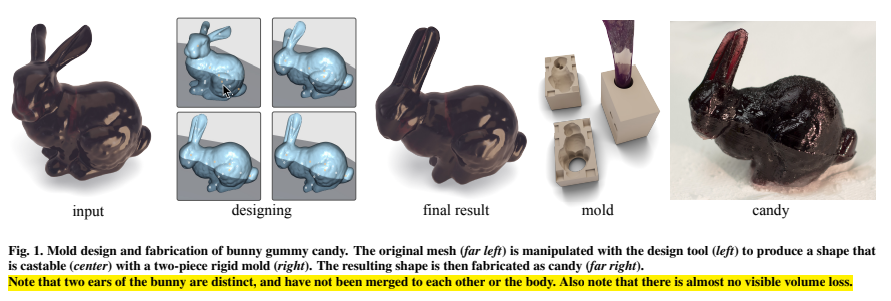 input
designing
final result
mold
candy
Fig. 1. Mold design and fabrication of bunny gummy candy. The original mesh (far left) is manipulated with the design tool (left) to produce a shape that
is castable (center) with a two-piece rigid mold (right). The resulting shape is then fabricated as candy (far right).
Note that two ears of the bunny are distinct, and have not been merged to each other or the body. Also note that there is almost no visible volume loss.